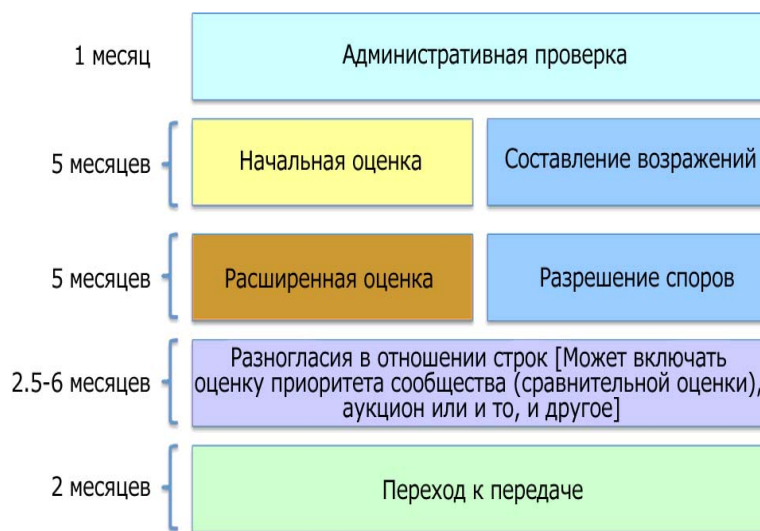 1 месяц
Административная проверка
5 месяцев
Начальная оценка
Составление возражений
5 месяцев
Расширенная оценка
Разрешение споров
2.5-6 месяцев
Разногласия в отношении строк [Может включать
оценку приоритета сообщества (сравнительной оценки),
аукцион или и то, и другое]
2 месяцев
Переход к передаче